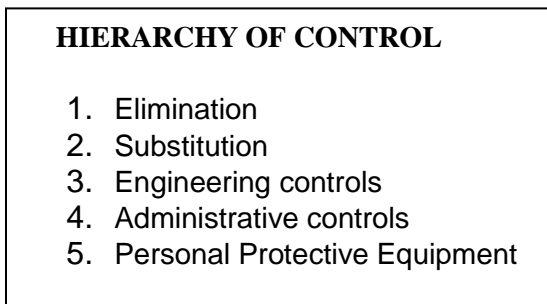 HIERARCHY OF CONTROL
1. Elimination
2. Substitution
3. Engineering controls
4. Administrative controls
5. Personal Protective Equipment